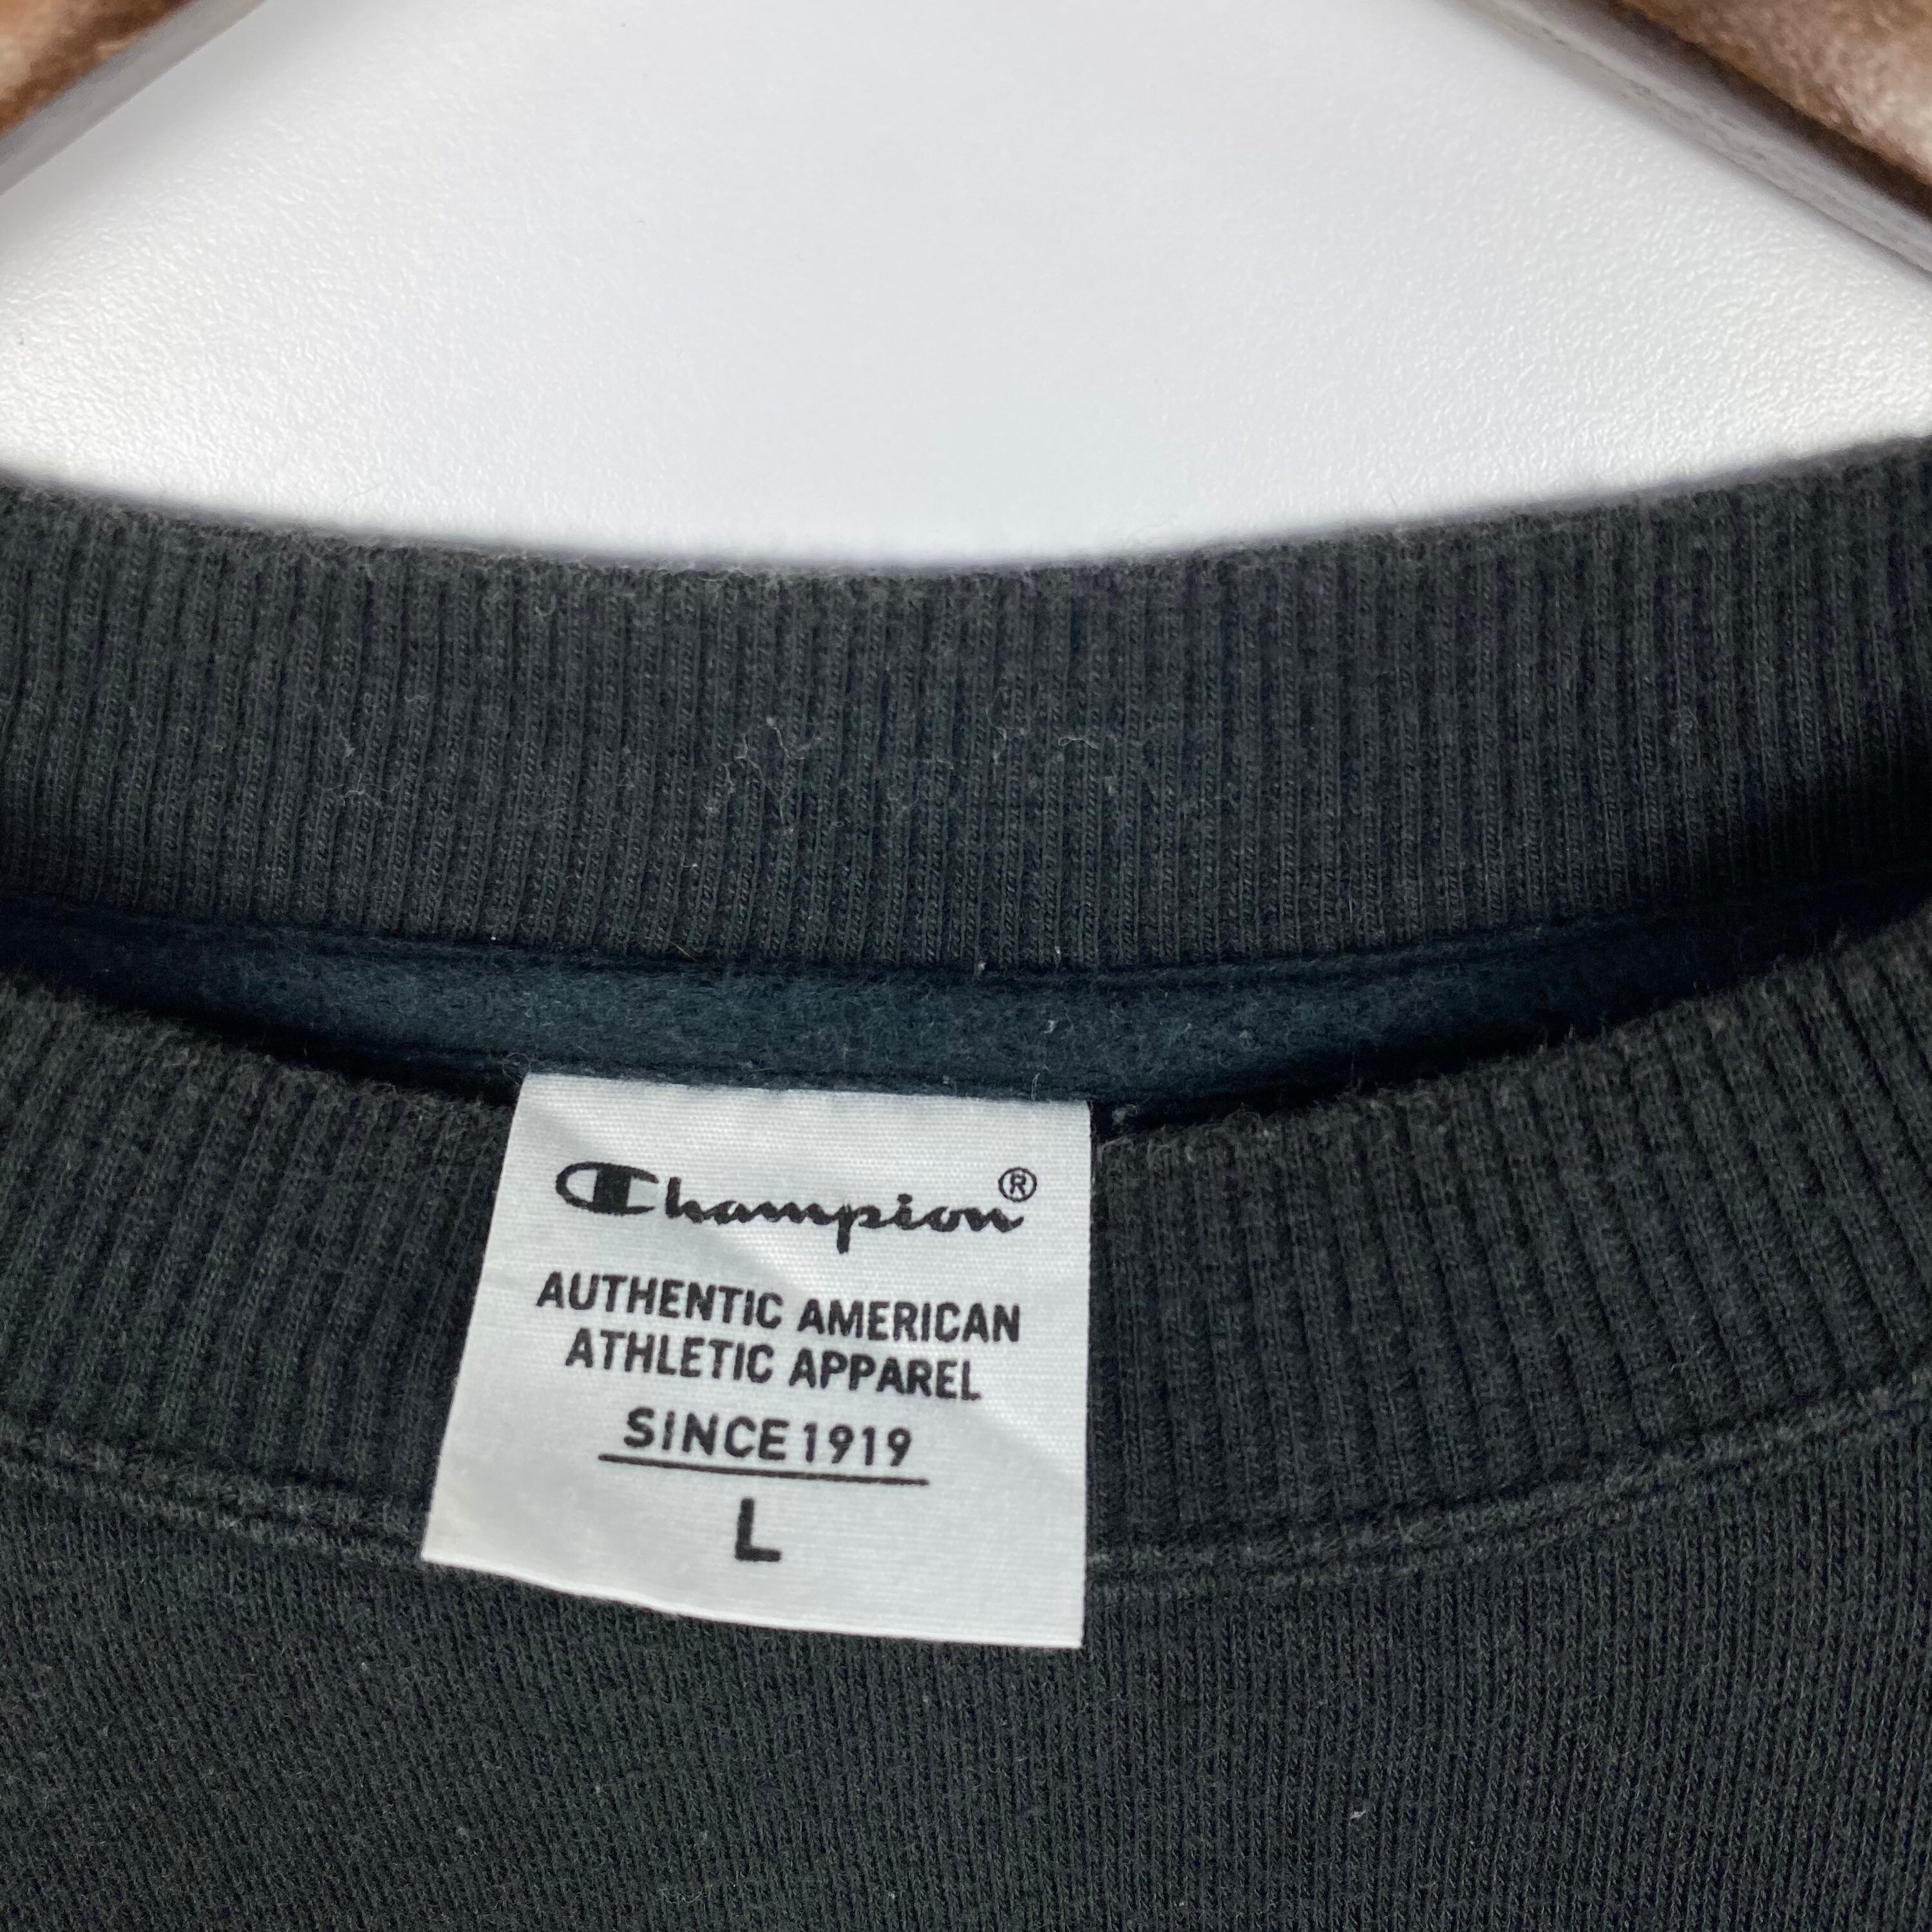 Champion®
AUTHENTIC AMERICAN
ATHLETIC APPAREL
SINCE 1919
L